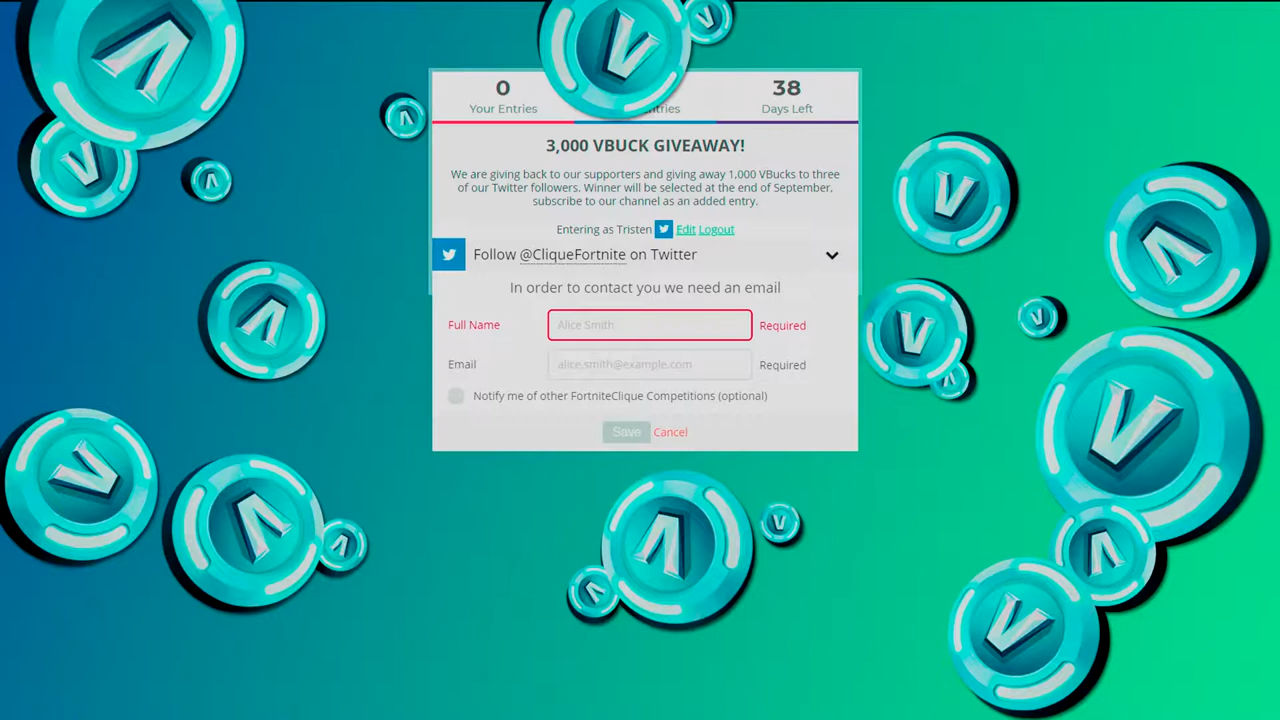 0
38
Your Entries
Days Left
3,000 VBUCK GIVEAWAY!
We are giving back to our supporters and giving away 1,000 VBucks to three
of our Twitter followers. Winner will be selected at the end of September,
subscribe to our channel as an added entry.
Entering as Tristen Edit Logout
Follow @CliqueFortnite on Twitter
In order to contact you we need an email
Full Name Alice Smith Required
Email alice.smith@example.com Required
Notify me of other FortniteClique Competitions (optional)
Save Cancel